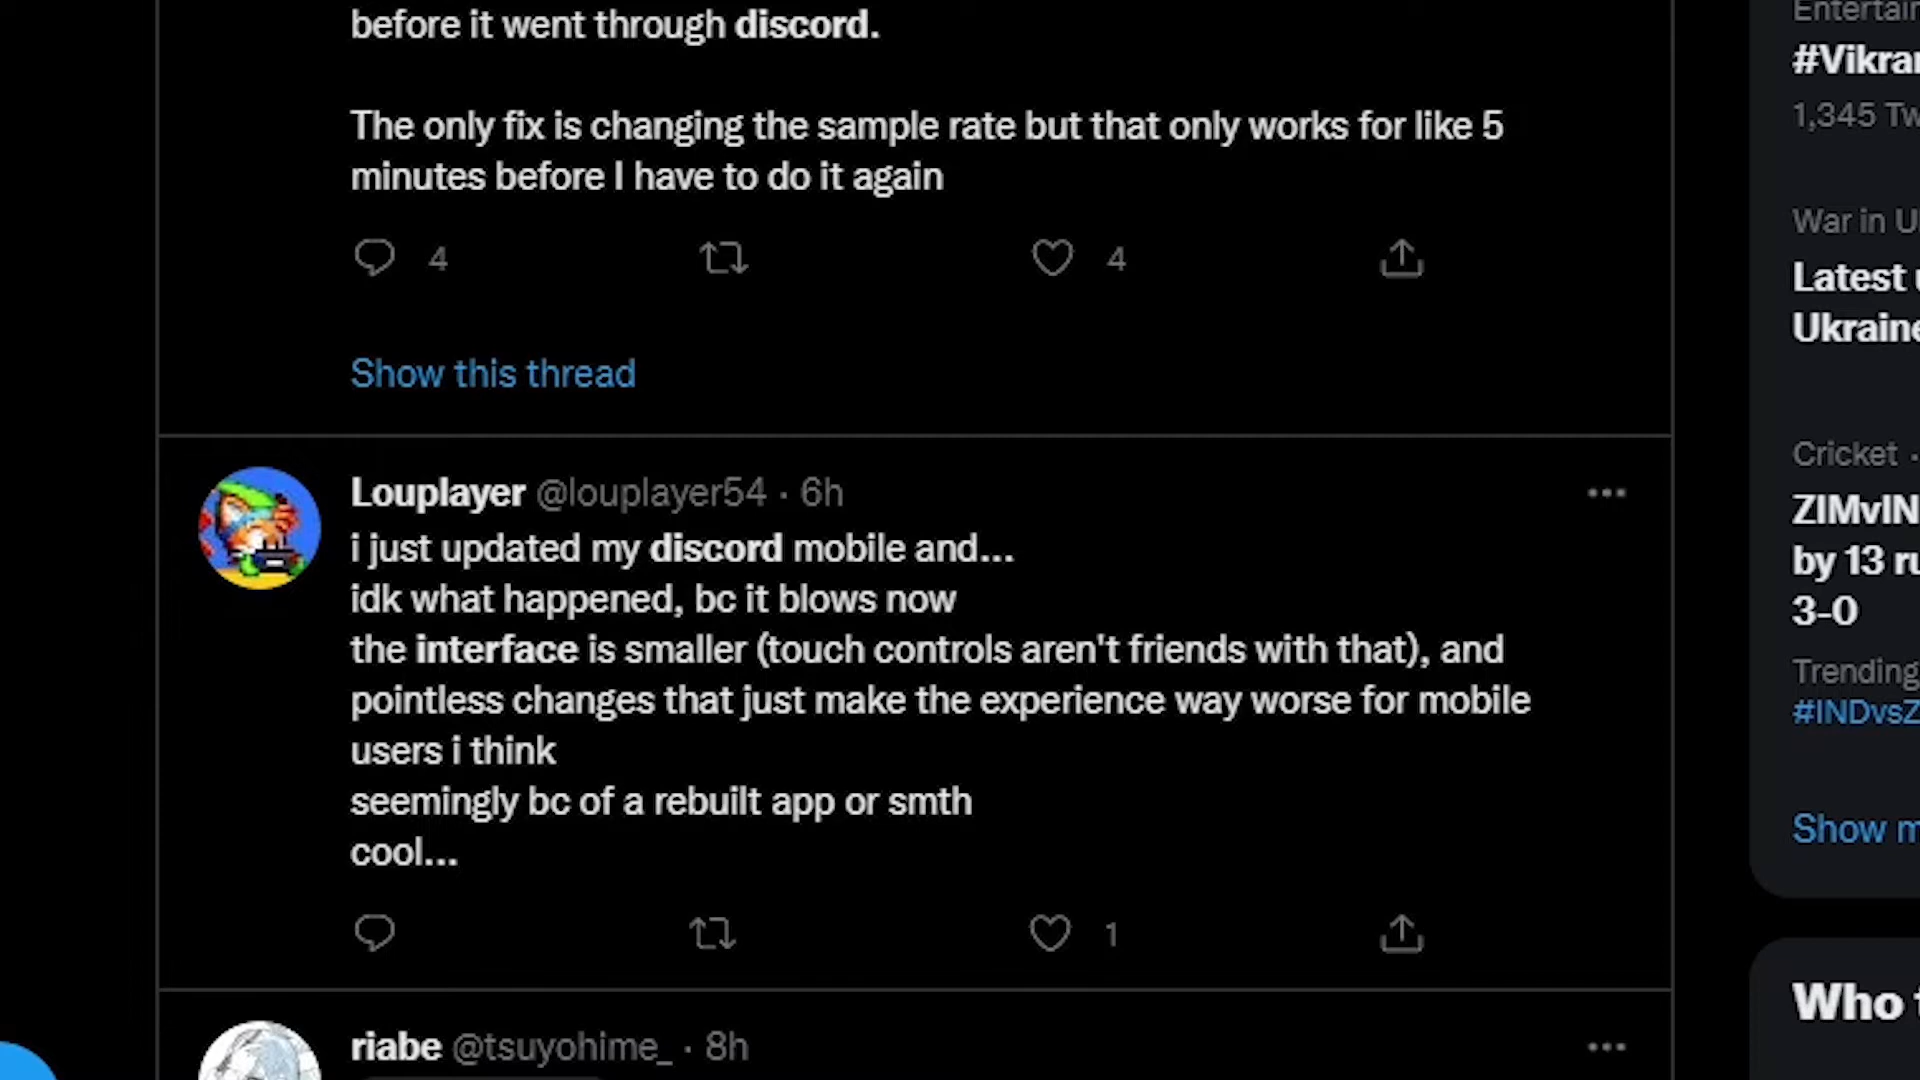 before it went through discord.
The only fix is changing the sample rate but that only works for like 5
minutes before I have to do it again
4
4
Show this thread
Louplayer @louplayer54 · 6h
i just updated my discord mobile and...
idk what happened, bc it blows now
the interface is smaller (touch controls aren't friends with that), and
pointless changes that just make the experience way worse for mobile
users i think
seemingly bc of a rebuilt app or smth
cool...
1
riabe @tsuyohime_ · 8h
#Vikra
1,345 Tw
War in U
Latest
Ukraine
Cricket ·
ZIMvIN
by 13 ru
3-0
Trending
#INDvsZ
Show m
Who t